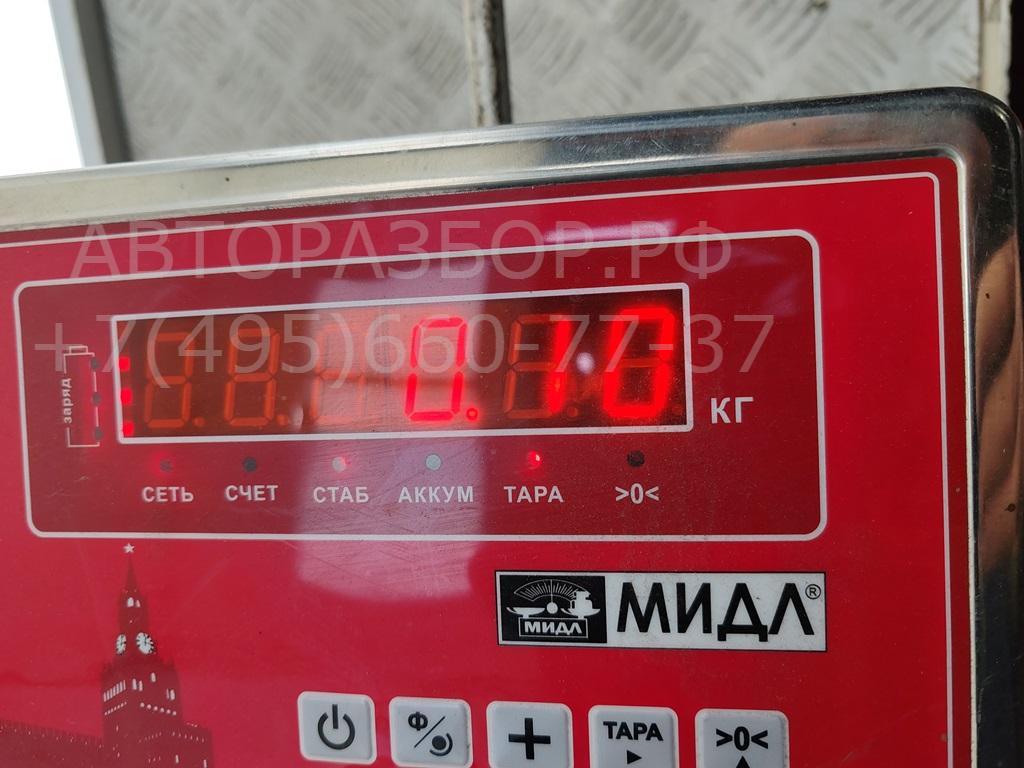 АВТОРАЗБОР.РФ
+7(495)660-77-37
заряд
0.10
КГ
СЕТЬ СЧЕТ СТАБ АККУМ ТАРА >0<
МИДЛ МИДЛ®
Ф + ТАРА >0<